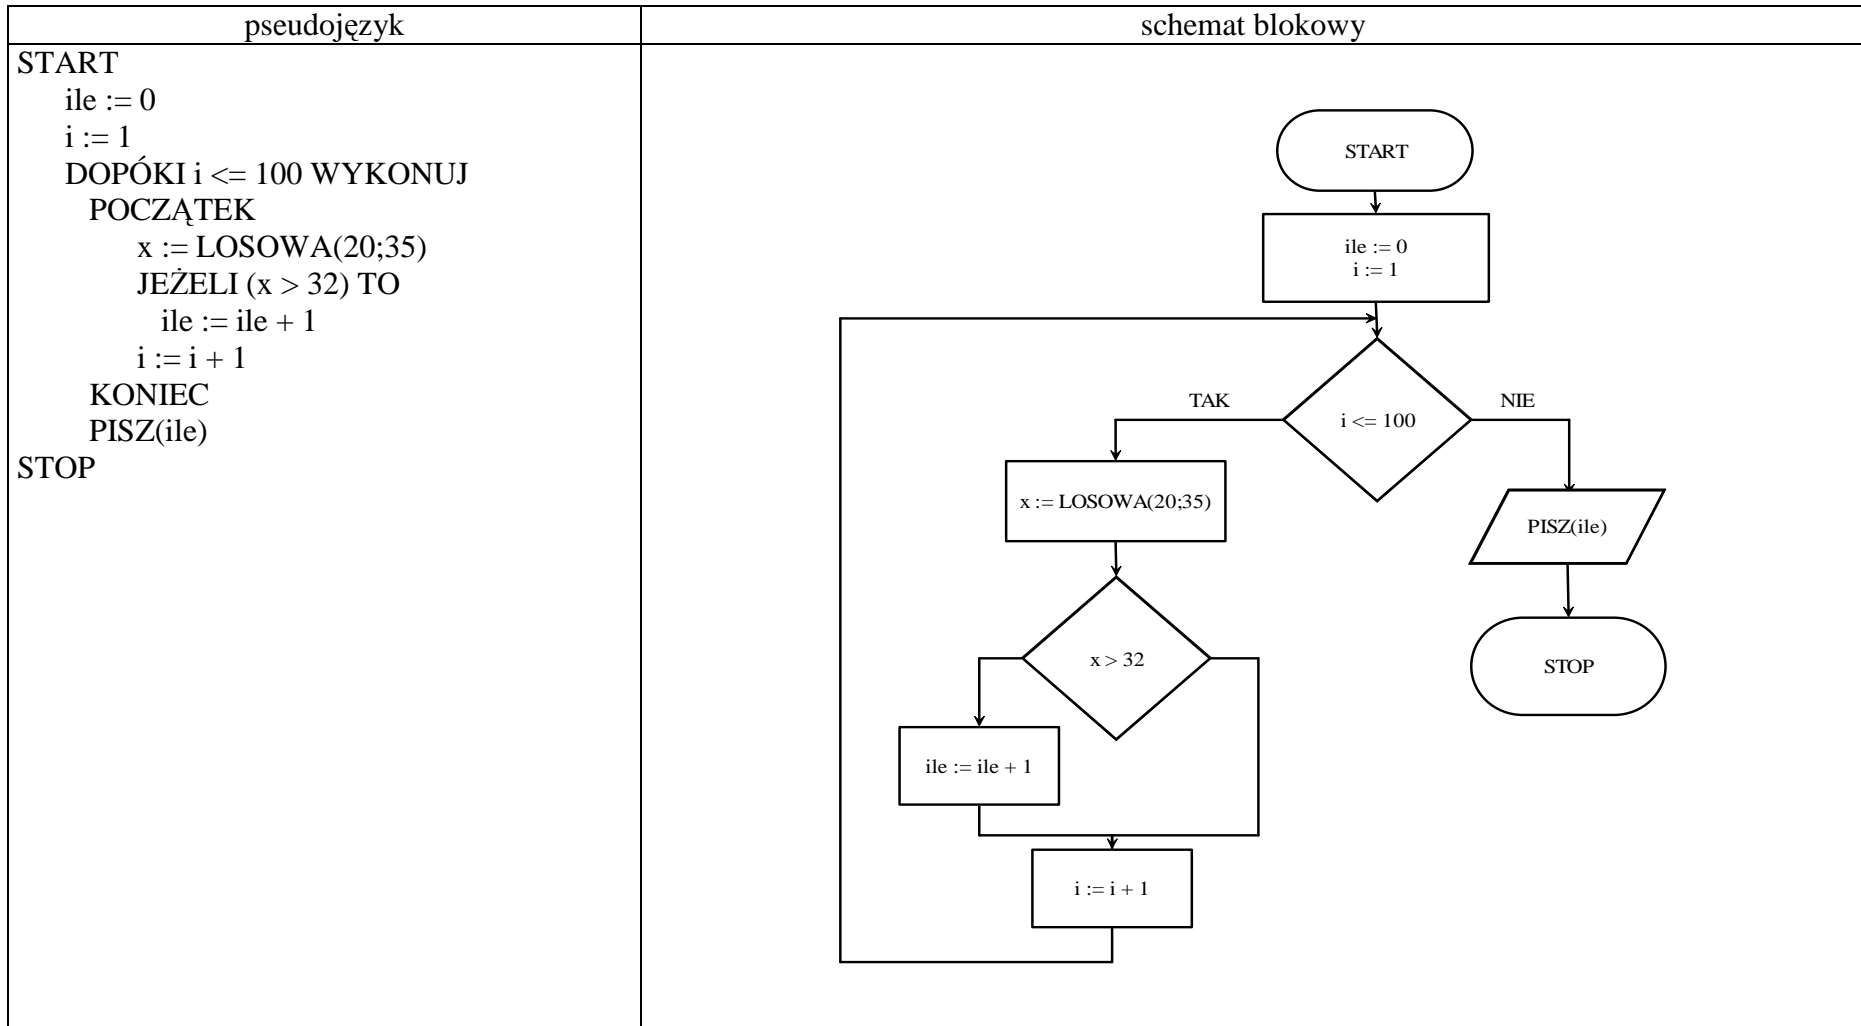 pseudojęzyk
schemat blokowy
START
ile := 0
i := 1
DOPÓKI i <= 100 WYKONUJ
POCZĄTEK
x := LOSOWA(20;35)
JEŻELI (x > 32) TO
ile := ile + 1
i := i + 1
KONIEC
PISZ(ile)
STOP
START
ile := 0
i := 1
i <= 100
TAK
NIE
x := LOSOWA(20;35)
PISZ(ile)
x > 32
STOP
ile := ile + 1
i := i + 1